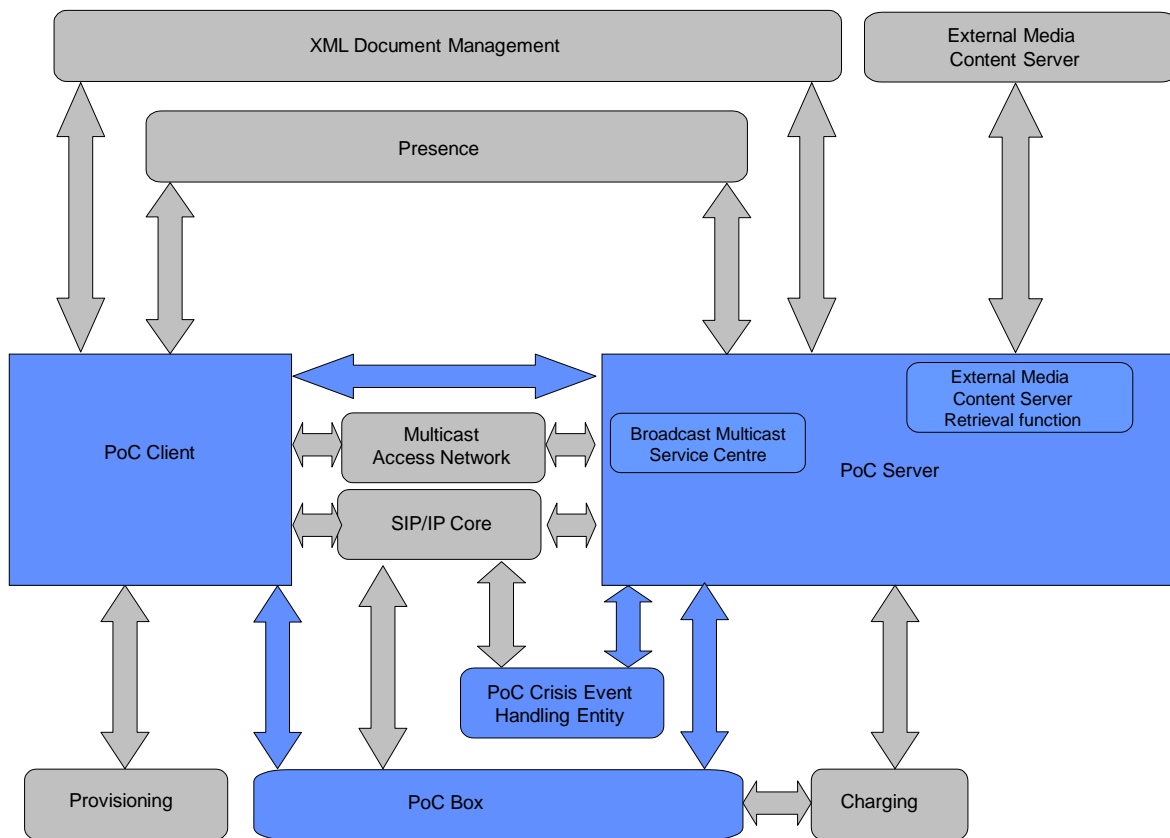 XML Document Management
External Media
Content Server
Presence
External Media
Content Server
Retrieval function
PoC Client
Multicast
Access Network
Broadcast Multicast
Service Centre
PoC Server
SIP/IP Core
PoC Crisis Event
Handling Entity
Provisioning
PoC Box
Charging